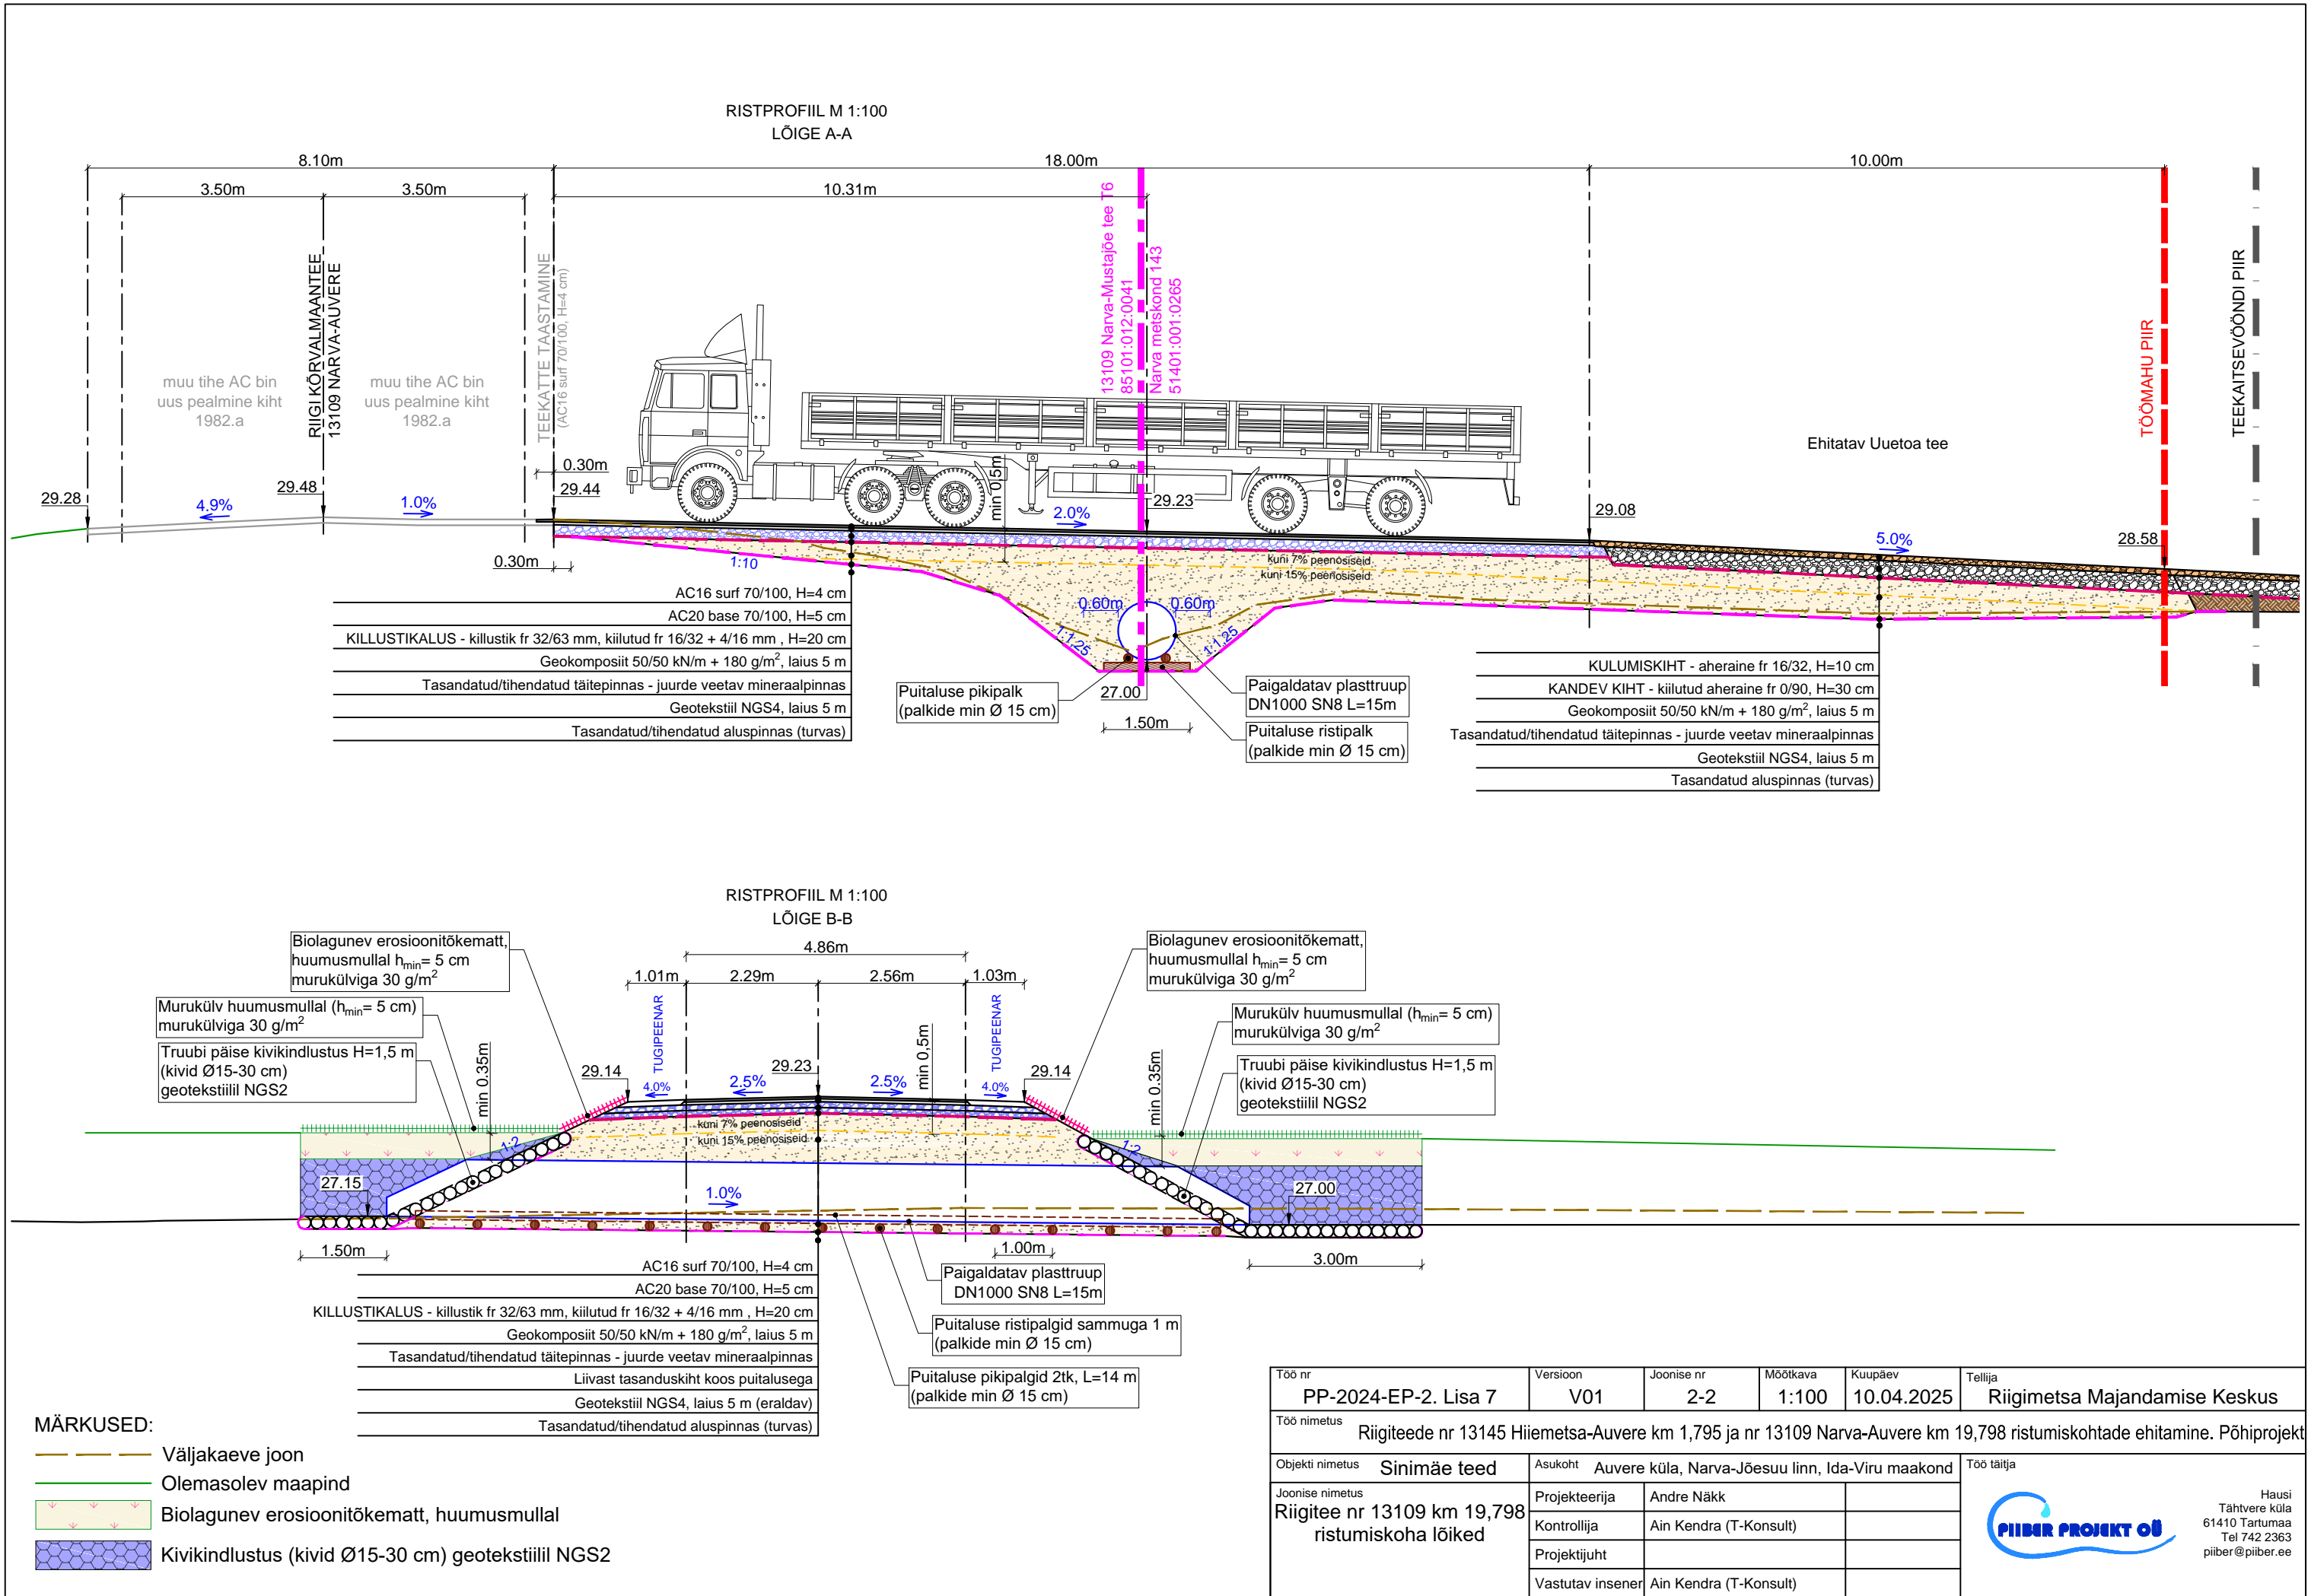 RISTPROFIIL M 1:100
LÕIGE A-A
8.10m
18.00m
10.00m
3.50m
3.50m
10.31m
RIIGI KÕRVALMAANTEE
13109 NARVA-AUVERE
TEEKATTE TAASTAMINE
(AC16 surf 70/100, H=4 cm)
13109 Narva-Mustajõe tee T6
85101:012:0041
Narva metskond 143
51401:001:0265
TÖÖMAHU PIIR
TEEKAITSEVÖÖNDI PIIR
muu tihe AC bin
uus pealmine kiht
1982.a
muu tihe AC bin
uus pealmine kiht
1982.a
Ehitatav Uuetoa tee
0.30m
29.28
4.9%
29.48
1.0%
29.44
min 0,5m
2.0%
29.23
29.08
5.0%
28.58
0.30m
1:10
kuni 7% peenosiseid
kuni 15% peenosiseid
0.60m
0.60m
1:1.25
1:1.25
AC16 surf 70/100, H=4 cm
AC20 base 70/100, H=5 cm
KILLUSTIKALUS - killustik fr 32/63 mm, kiilutud fr 16/32 + 4/16 mm , H=20 cm
Geokomposiit 50/50 kN/m + 180 g/m², laius 5 m
Tasandatud/tihendatud täitepinnas - juurde veetav mineraalpinnas
Geotekstiil NGS4, laius 5 m
Tasandatud/tihendatud aluspinnas (turvas)
Puitaluse pikipalk
(palkide min Ø 15 cm)
27.00
1.50m
Paigaldatav plasttruup
DN1000 SN8 L=15m
Puitaluse ristipalk
(palkide min Ø 15 cm)
KULUMISKIHT - aheraine fr 16/32, H=10 cm
KANDEV KIHT - kiilutud aheraine fr 0/90, H=30 cm
Geokomposiit 50/50 kN/m + 180 g/m², laius 5 m
Tasandatud/tihendatud täitepinnas - juurde veetav mineraalpinnas
Geotekstiil NGS4, laius 5 m
Tasandatud aluspinnas (turvas)
RISTPROFIIL M 1:100
LÕIGE B-B
Biolagunev erosioonitõkematt,
huumusmullal hmin= 5 cm
murukülviga 30 g/m²
Murukülv huumusmullal (hmin= 5 cm)
murukülviga 30 g/m²
Truubi päise kivikindlustus H=1,5 m
(kivid Ø15-30 cm)
geotekstiilil NGS2
4.86m
1.01m
2.29m
2.56m
1.03m
TUGIPEENAR
TUGIPEENAR
Biolagunev erosioonitõkematt,
huumusmullal hmin= 5 cm
murukülviga 30 g/m²
Murukülv huumusmullal (hmin= 5 cm)
murukülviga 30 g/m²
Truubi päise kivikindlustus H=1,5 m
(kivid Ø15-30 cm)
geotekstiilil NGS2
min 0.35m
29.14
4.0%
2.5%
29.23
2.5%
min 0,5m
4.0%
29.14
min 0.35m
kuni 7% peenosiseid
kuni 15% peenosiseid
1:2
1:2
27.15
1.0%
27.00
1.50m
1.00m
3.00m
AC16 surf 70/100, H=4 cm
AC20 base 70/100, H=5 cm
KILLUSTIKALUS - killustik fr 32/63 mm, kiilutud fr 16/32 + 4/16 mm , H=20 cm
Geokomposiit 50/50 kN/m + 180 g/m², laius 5 m
Tasandatud/tihendatud täitepinnas - juurde veetav mineraalpinnas
Liivast tasanduskiht koos puitalusega
Geotekstiil NGS4, laius 5 m (eraldav)
Tasandatud/tihendatud aluspinnas (turvas)
Paigaldatav plasttruup
DN1000 SN8 L=15m
Puitaluse ristipalgid sammuga 1 m
(palkide min Ø 15 cm)
Puitaluse pikipalgid 2tk, L=14 m
(palkide min Ø 15 cm)
MÄRKUSED:
Väljakaeve joon
Olemasolev maapind
Biolagunev erosioonitõkematt, huumusmullal
Kivikindlustus (kivid Ø15-30 cm) geotekstiilil NGS2
Töö nr
PP-2024-EP-2. Lisa 7
Versioon
V01
Joonise nr
2-2
Mõõtkava
1:100
Kuupäev
10.04.2025
Tellija
Riigimetsa Majandamise Keskus
Töö nimetus
Riigiteede nr 13145 Hiiemetsa-Auvere km 1,795 ja nr 13109 Narva-Auvere km 19,798 ristumiskohtade ehitamine. Põhiprojekt
Objekti nimetus
Sinimäe teed
Asukoht
Auvere küla, Narva-Jõesuu linn, Ida-Viru maakond
Töö täitja
Joonise nimetus
Riigitee nr 13109 km 19,798
ristumiskoha lõiked
Projekteerija
Andre Näkk
Kontrollija
Ain Kendra (T-Konsult)
Projektijuht
Vastutav insener
Ain Kendra (T-Konsult)
PIIBER PROJEKT OÜ
Hausi
Tähtvere küla
61410 Tartumaa
Tel 742 2363
piiber@piiber.ee